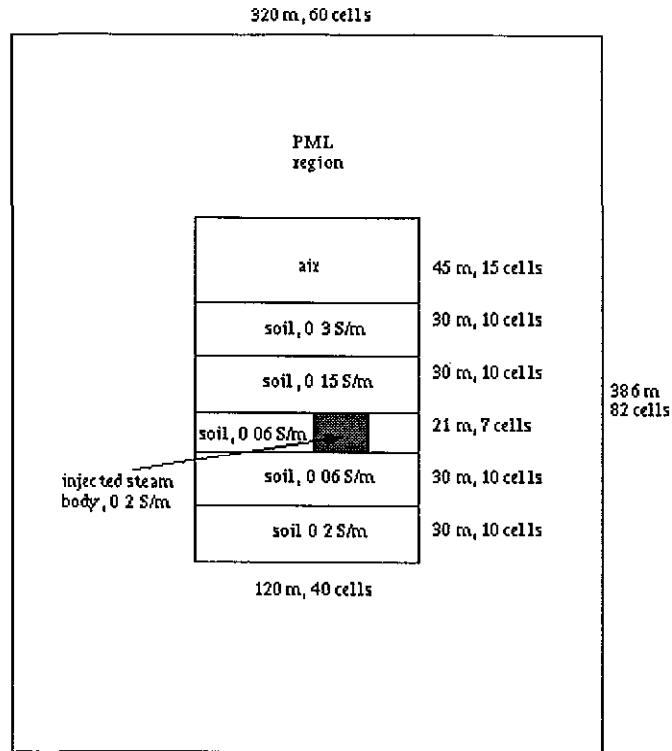 320 m, 60 cells
PML
region
air
45 m, 15 cells
soil, 0 3 S/m
30 m, 10 cells
soil, 0 15 S/m
30 m, 10 cells
386 m
82 cells
soil, 0 06 S/m
21 m, 7 cells
injected steam
body, 0 2 S/m
soil, 0 06 S/m
30 m, 10 cells
soil 0 2 S/m
30 m, 10 cells
120 m, 40 cells